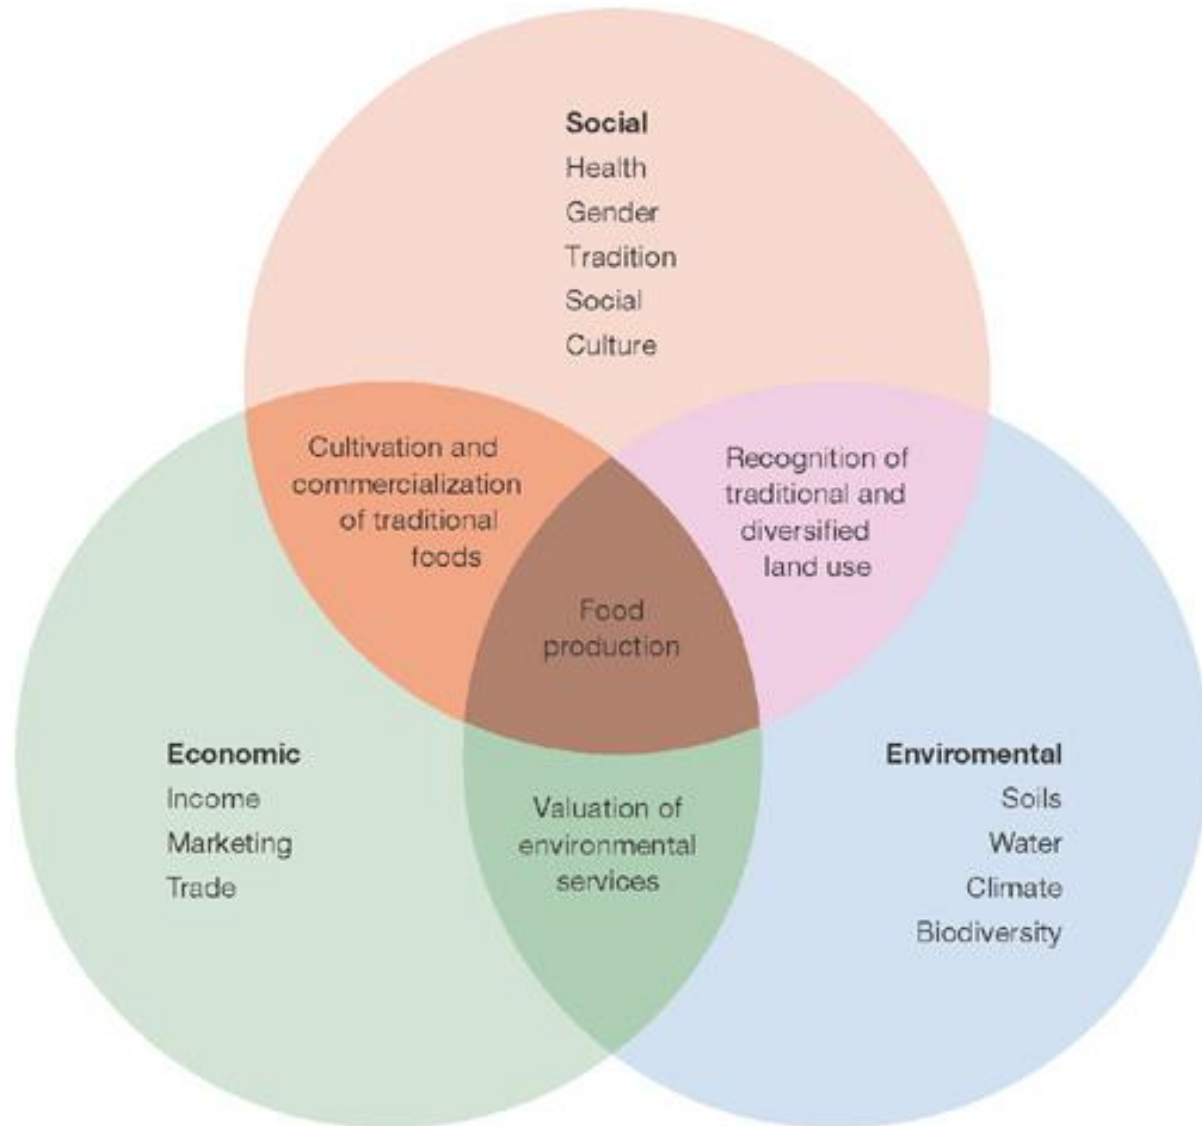 Social
Health
Gender
Tradition
Social
Culture
Cultivation and
commercialization
of traditional
foods
Recognition of
traditional and
diversified
land use
Food
production
Economic
Income
Marketing
Trade
Valuation of
environmental
services
Enviromental
Soils
Water
Climate
Biodiversity